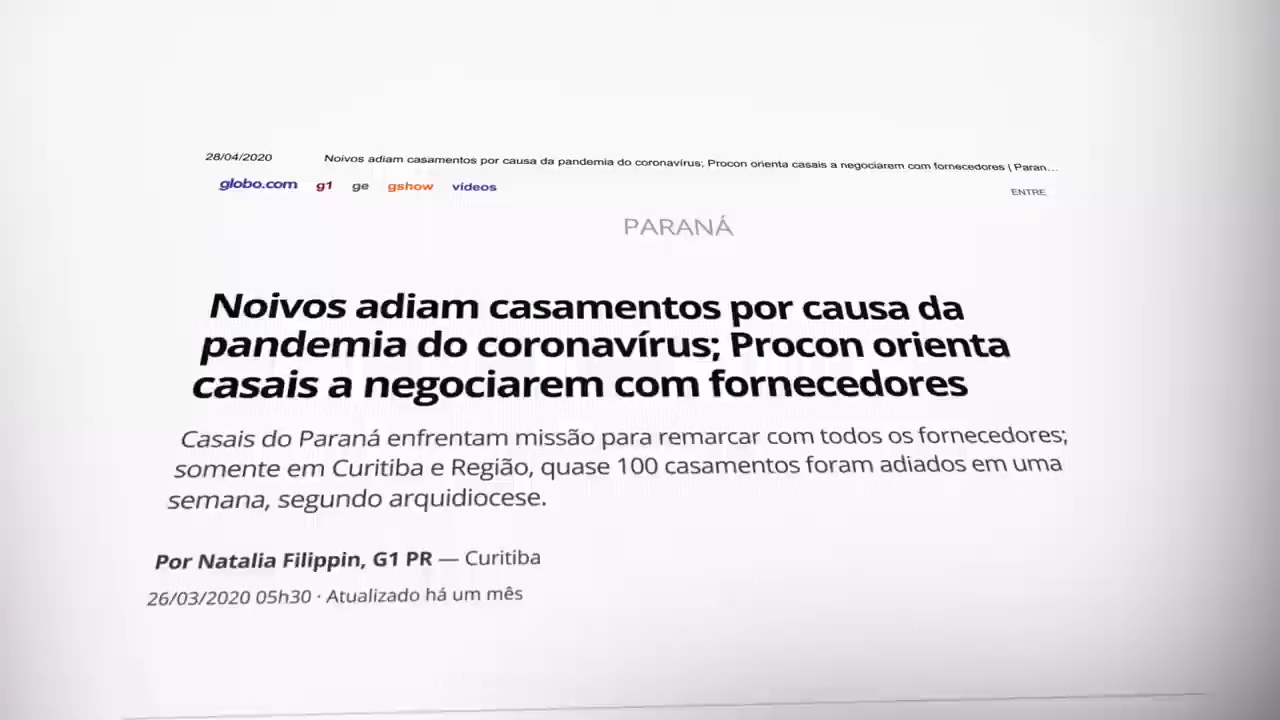 28/04/2020 Noivos adiam casamentos por causa da pandemia do coronavírus; Procon orienta casais a negociarem com fornecedores | Paran...
globo.com g1 ge gshow vídeos ENTRE
PARANÁ
Noivos adiam casamentos por causa da
pandemia do coronavírus; Procon orienta
casais a negociarem com fornecedores
Casais do Paraná enfrentam missão para remarcar com todos os fornecedores;
somente em Curitiba e Região, quase 100 casamentos foram adiados em uma
semana, segundo arquidiocese.
Por Natalia Filippin, G1 PR — Curitiba
26/03/2020 05h30 · Atualizado há um mês